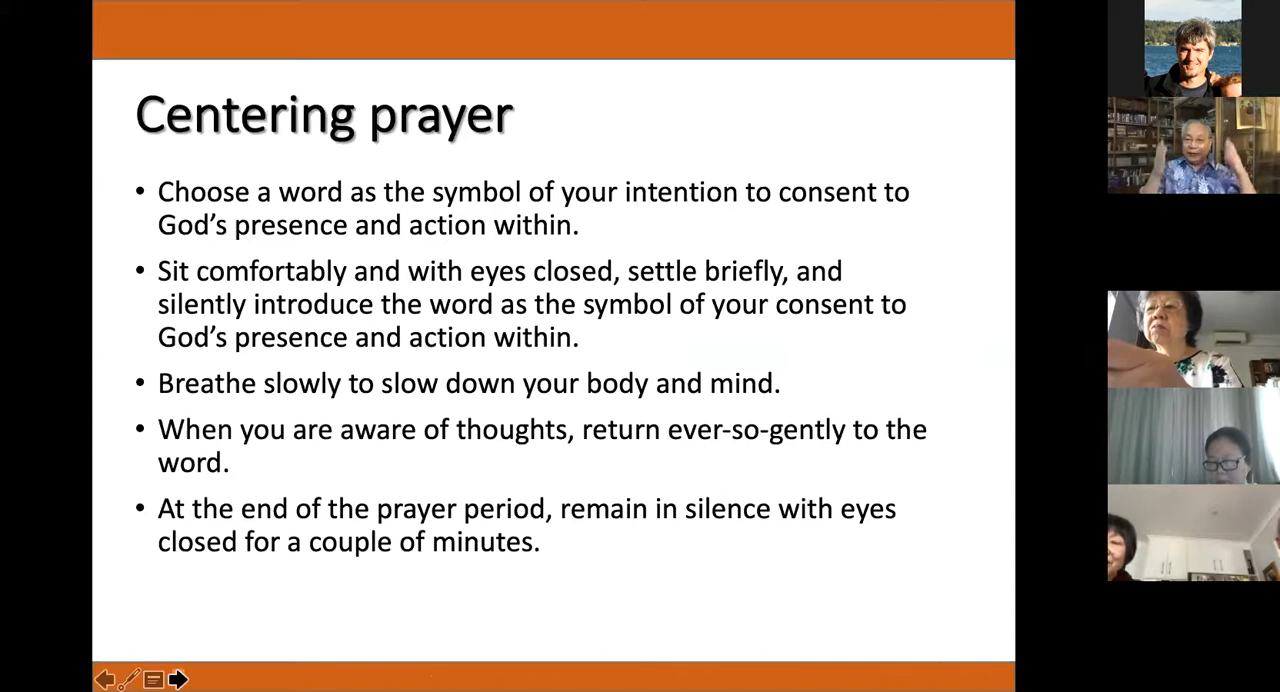 Centering prayer
• Choose a word as the symbol of your intention to consent to
God’s presence and action within.
• Sit comfortably and with eyes closed, settle briefly, and
silently introduce the word as the symbol of your consent to
God’s presence and action within.
• Breathe slowly to slow down your body and mind.
• When you are aware of thoughts, return ever-so-gently to the
word.
• At the end of the prayer period, remain in silence with eyes
closed for a couple of minutes.